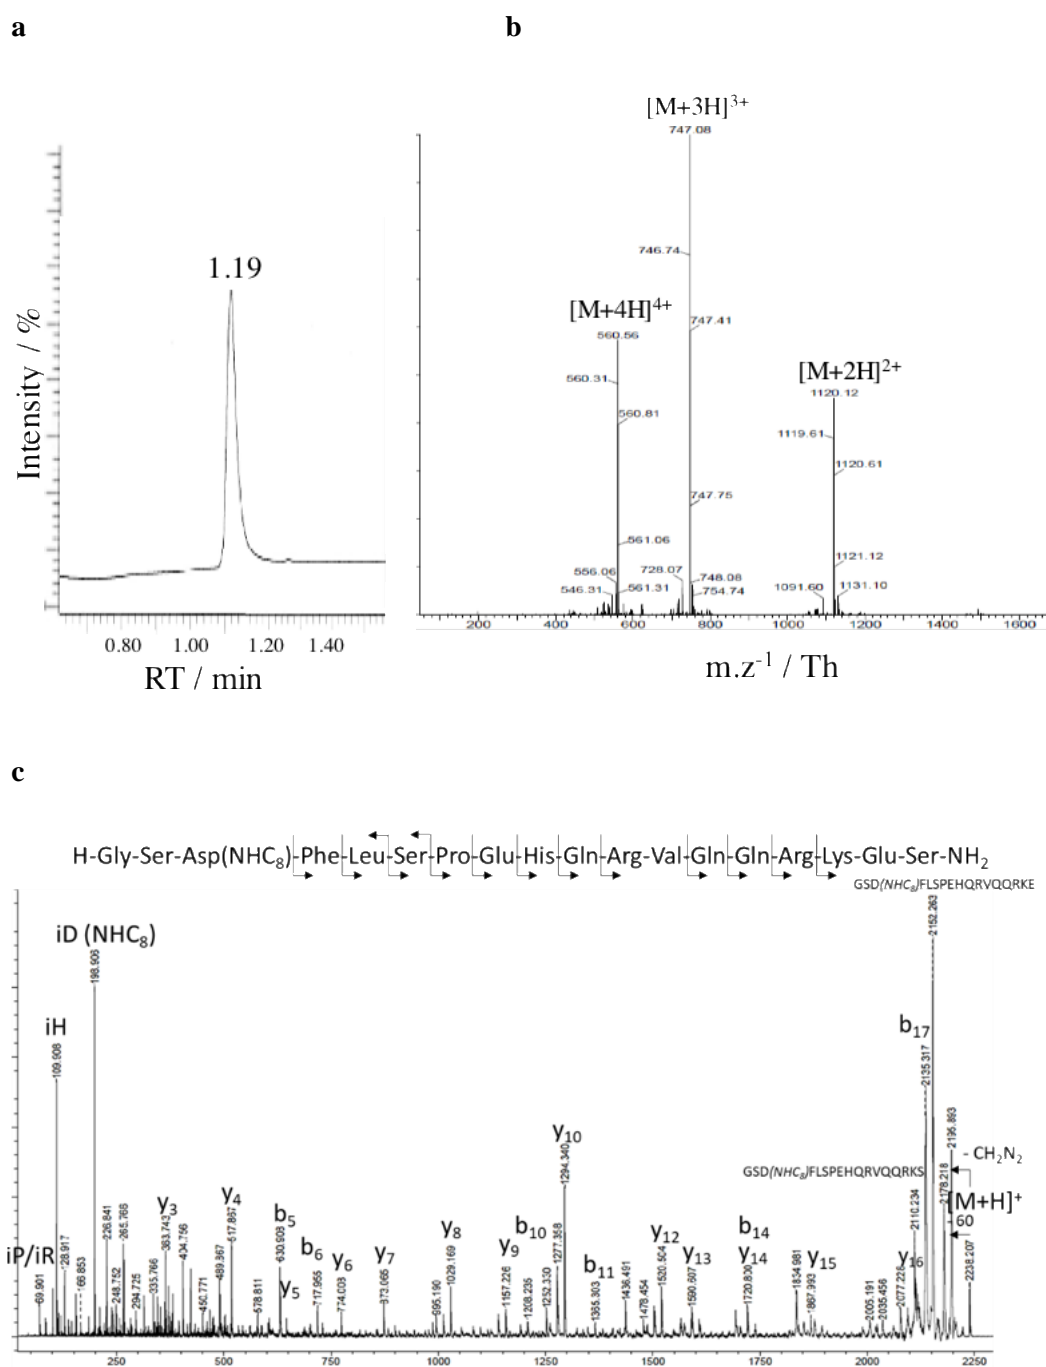 a
b
1.19
Intensity / %
0.80 1.00 1.20 1.40
RT / min
[M+3H]3+
747.08
746.74
[M+4H]4+
560.56
747.41
[M+2H]2+
1120.12
560.31
560.81
1119.61
1120.61
747.75
561.06
1121.12
556.06
728.07
748.08
546.31
561.31
754.74
1091.60
1131.10
200 400 600 800 1000 1200 1400 1600
m.z-1 / Th
c
H-Gly-Ser-Asp(NHC8)-Phe-Leu-Ser-Pro-Glu-His-Gln-Arg-Val-Gln-Gln-Arg-Lys-Glu-Ser-NH2
GSD(NHC8)FLSPEHQRVQQRKE
iD (NHC8)
198.906
2152.263
iH
109.908
b17
2135.317
y10
1294.340
2195.893
- CH2N2
GSD(NHC8)FLSPEHQRVQQRKS
2178.218
[M+H]+
- 60
2110.234
2238.207
iP/iR
69.901
28.917
166.853
226.841
248.752
265.766
294.725
335.766
y3
363.743
404.756
450.771
489.867
y4
517.867
578.811
b5
630.908
y5
b6
717.955
y6
774.008
y7
873.065
995.190
y8
1029.169
y9
1157.226
1208.235
b10
1252.330
1277.358
b11
1365.303
1436.491
1478.454
y12
1520.504
y13
1590.607
b14
y14
1720.800
1834.981
y15
1867.993
2005.191
2035.456
y16
2077.223
250 500 750 1000 1250 1500 1750 2000 2250